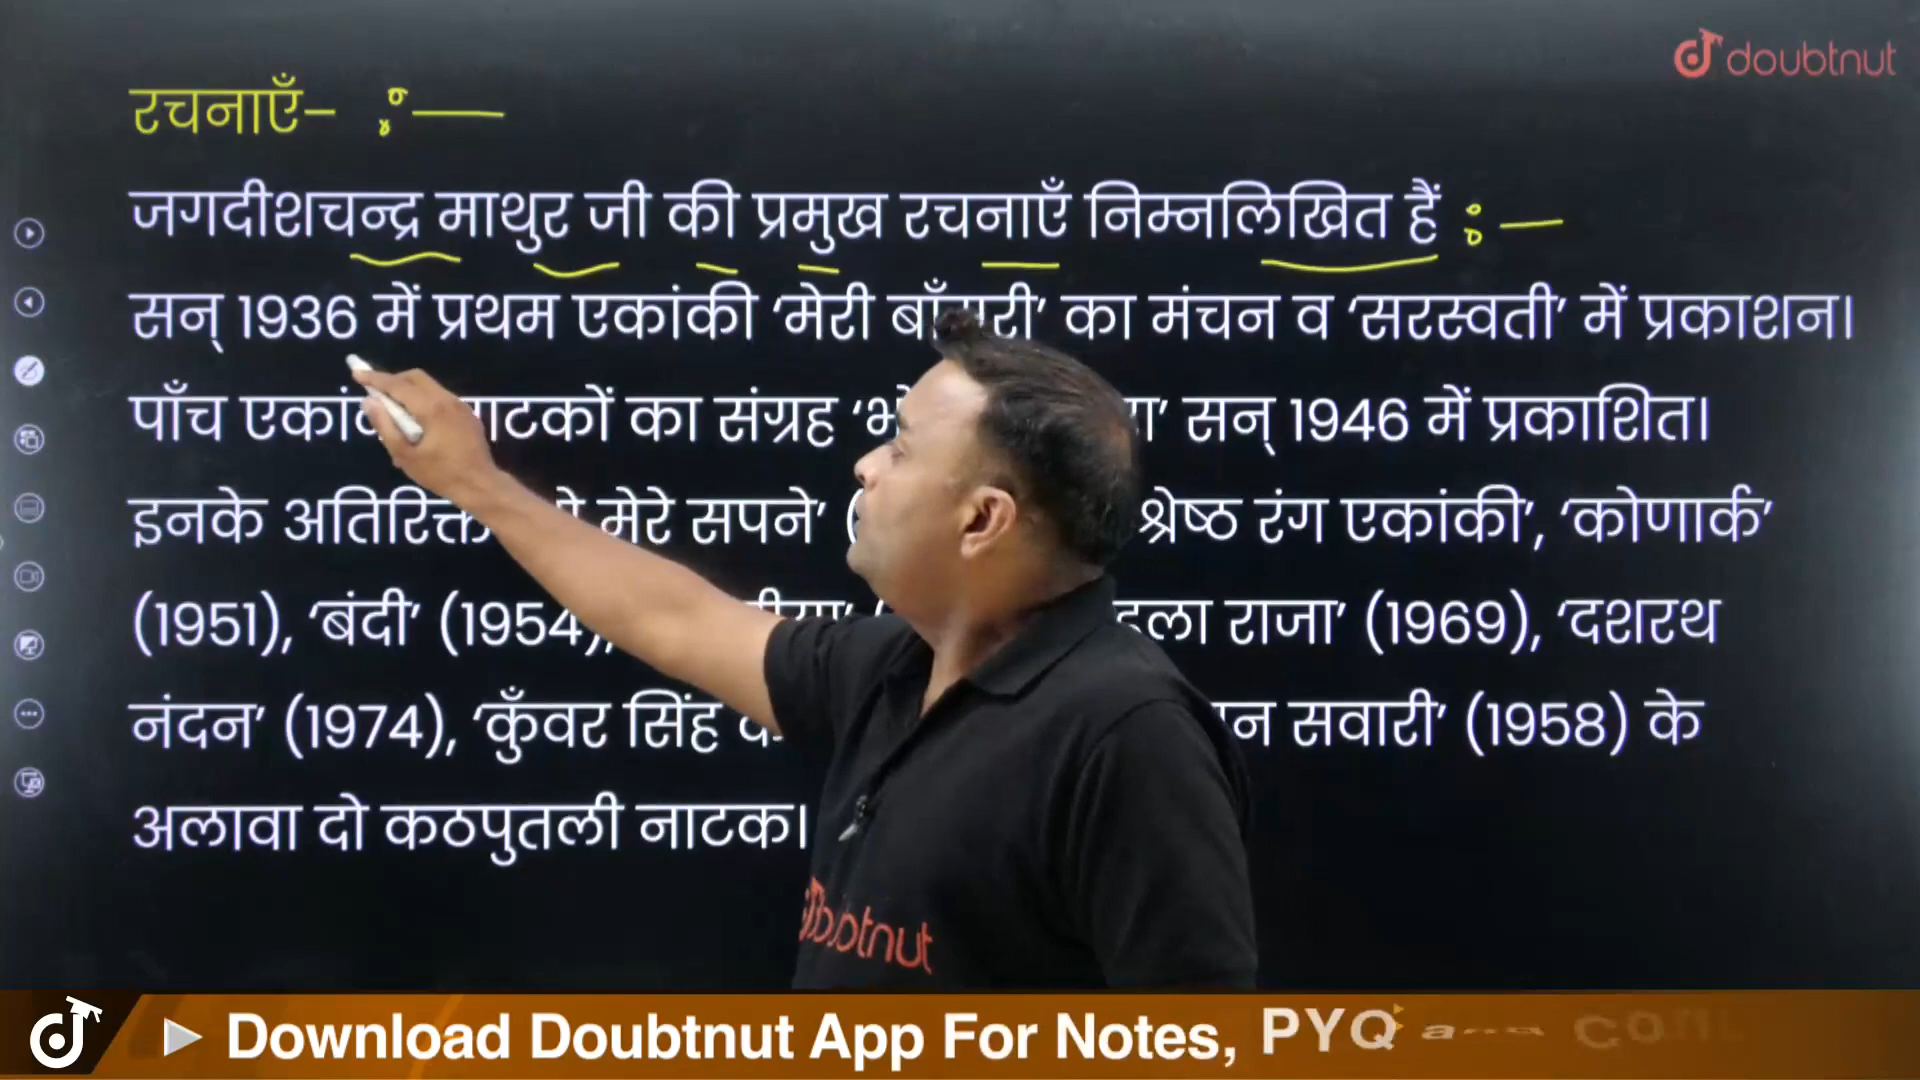 doubtnut
रचनाएँ–
जगदीशचन्द्र माथुर जी की प्रमुख रचनाएँ निम्नलिखित हैं :—
सन् 1936 में प्रथम एकांकी ‘मेरी का मंचन व ‘सरस्वती’ में प्रकाशन।
पाँच का संग्रह सन् 1946 में प्रकाशित।
इनके अतिरिक्त मेरे सपने’ श्रेष्ठ रंग एकांकी’, ‘कोणार्क’
(1951), ‘बंदी’ (1954), राजा’ (1969), ‘दशरथ
नंदन’ (1974), ‘कुँवर सिंह सवारी’ (1958) के
अलावा दो कठपुतली नाटक।
doubtnut
Download Doubtnut App For Notes, PYQ